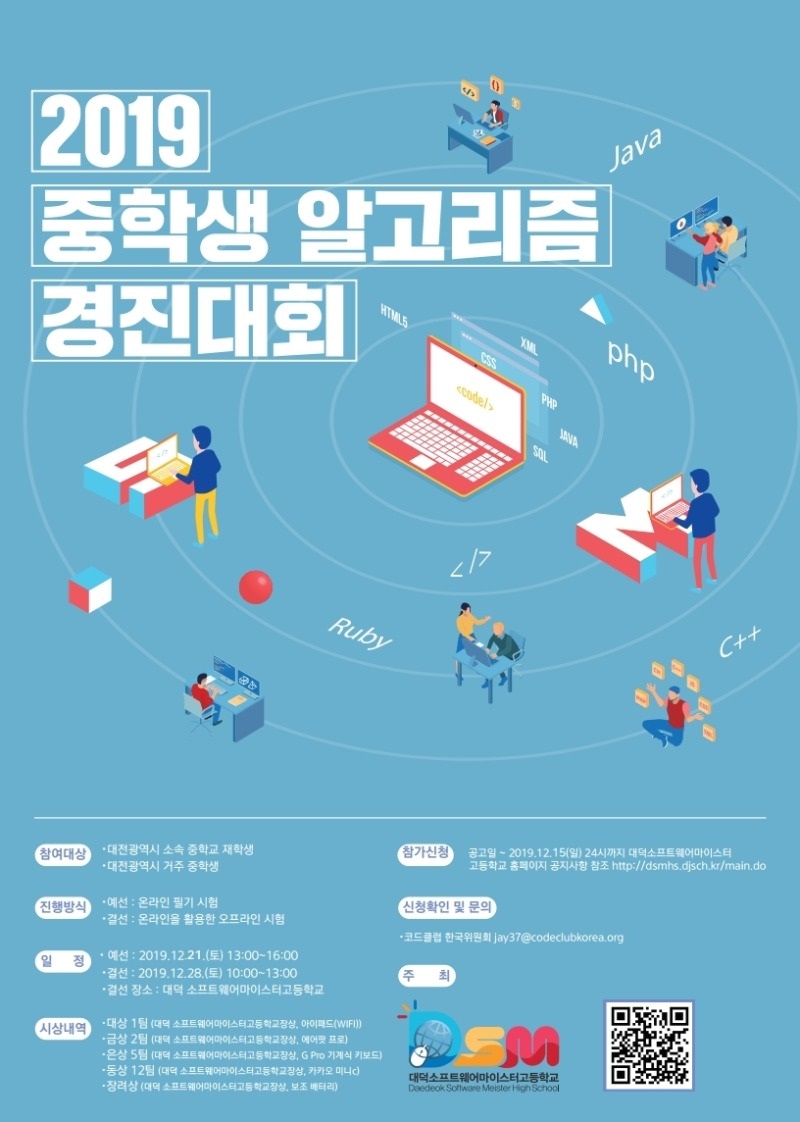 2019
중학생 알고리즘
경진대회
Java
HTML5
XML
CSS
php
<code/>
PHP
JAVA
SQL
</>
Ruby
C++
참여대상
•대전광역시 소속 중학교 재학생
•대전광역시 거주 중학생
진행방식
•예선 : 온라인 필기 시험
•결선 : 온라인을 활용한 오프라인 시험
일 정
•예선 : 2019.12.21.(토) 13:00~16:00
•결선 : 2019.12.28.(토) 10:00~13:00
•결선 장소 : 대덕 소프트웨어마이스터고등학교
시상내역
•대상 1팀 (대덕 소프트웨어마이스터고등학교장상, 아이패드(WIFI))
•금상 2팀 (대덕 소프트웨어마이스터고등학교장상, 에어팟 프로)
•은상 5팀 (대덕 소프트웨어마이스터고등학교장상, G Pro 기계식 키보드)
•동상 12팀 (대덕 소프트웨어마이스터고등학교장상, 카카오 미니c)
•장려상 (대덕 소프트웨어마이스터고등학교장상, 보조 배터리)
참가신청
공고일 ~ 2019.12.15(일) 24시까지 대덕소프트웨어마이스터
고등학교 홈페이지 공지사항 참조 http://dsmhs.djsch.kr/main.do
신청확인 및 문의
•코드클럽 한국위원회 jay37@codeclubkorea.org
주 최
DSM
대덕소프트웨어마이스터고등학교
Daedeok Software Meister High School